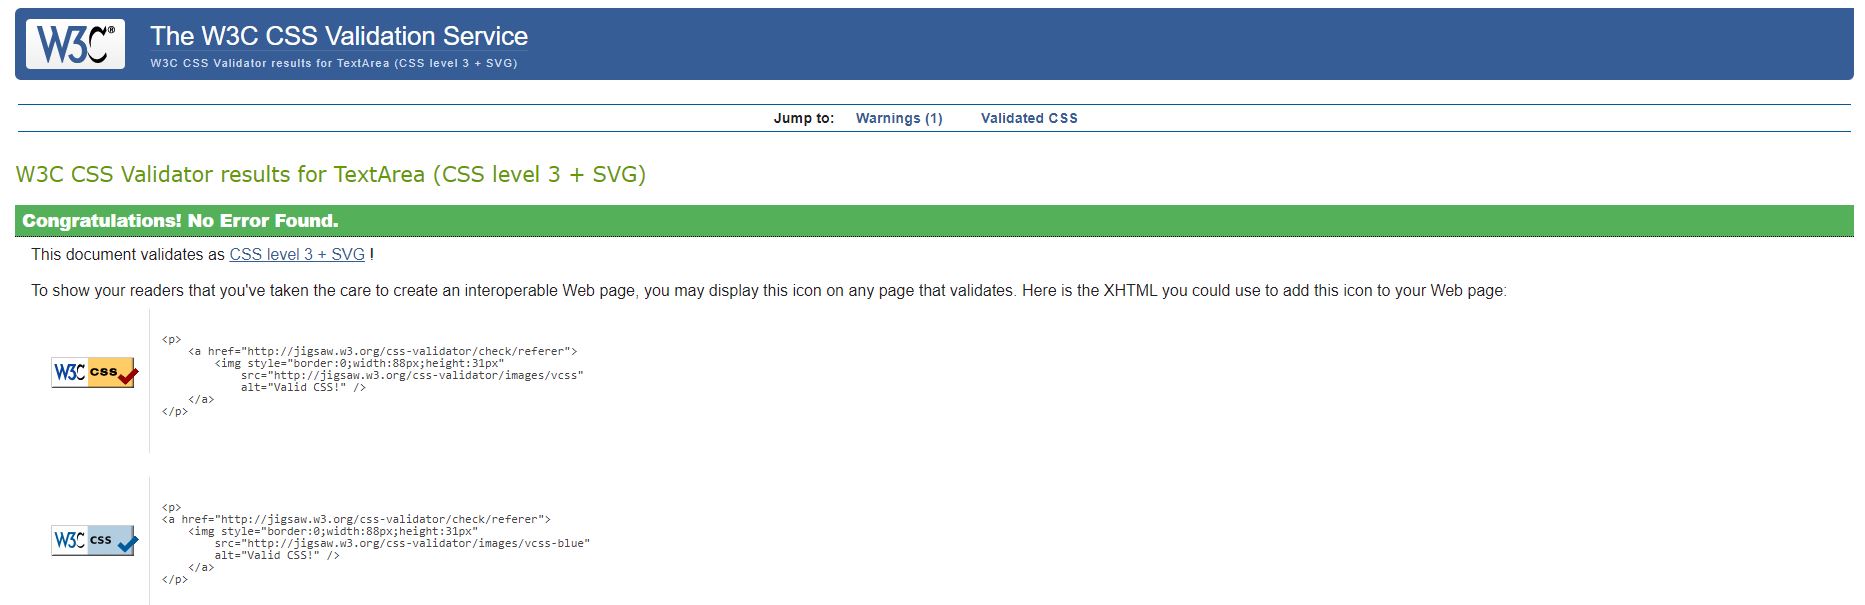 W3C® The W3C CSS Validation Service
W3C CSS Validator results for TextArea (CSS level 3 + SVG)
Jump to: Warnings (1) Validated CSS
W3C CSS Validator results for TextArea (CSS level 3 + SVG)
Congratulations! No Error Found.
This document validates as CSS level 3 + SVG !
To show your readers that you've taken the care to create an interoperable Web page, you may display this icon on any page that validates. Here is the XHTML you could use to add this icon to your Web page:
W3C css
<p>
<a href="http://jigsaw.w3.org/css-validator/check/referer">
<img style="border:0;width:88px;height:31px"
src="http://jigsaw.w3.org/css-validator/images/vcss"
alt="Valid CSS!" />
</a>
</p>
W3C css
<p>
<a href="http://jigsaw.w3.org/css-validator/check/referer">
<img style="border:0;width:88px;height:31px"
src="http://jigsaw.w3.org/css-validator/images/vcss-blue"
alt="Valid CSS!" />
</a>
</p>